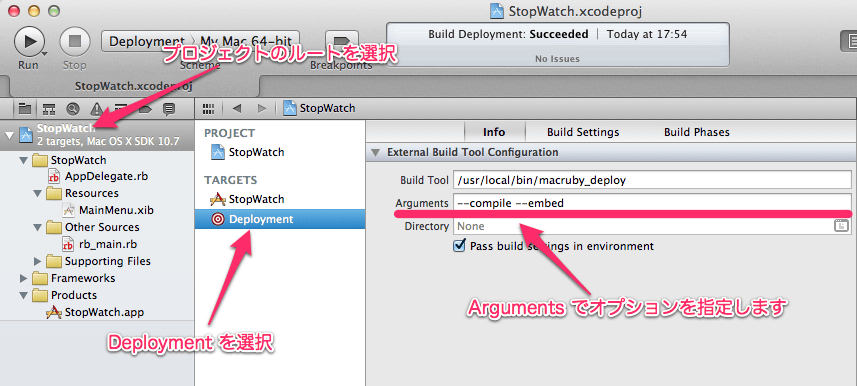 StopWatch.xcodeproj
Run
Stop
Deployment
My Mac 64-bit
Scheme
Breakpoints
Build Deployment: Succeeded
Today at 17:54
No Issues
プロジェクトのルートを選択
StopWatch.xcodeproj
StopWatch
2 targets, Mac OS X SDK 10.7
StopWatch
AppDelegate.rb
Resources
MainMenu.xib
Other Sources
rb_main.rb
Supporting Files
Frameworks
Products
StopWatch.app
StopWatch
PROJECT
StopWatch
TARGETS
StopWatch
Deployment
Deployment を選択
Info
Build Settings
Build Phases
External Build Tool Configuration
Build Tool /usr/local/bin/macruby_deploy
Arguments --compile --embed
Directory None
Pass build settings in environment
Arguments でオプションを指定します